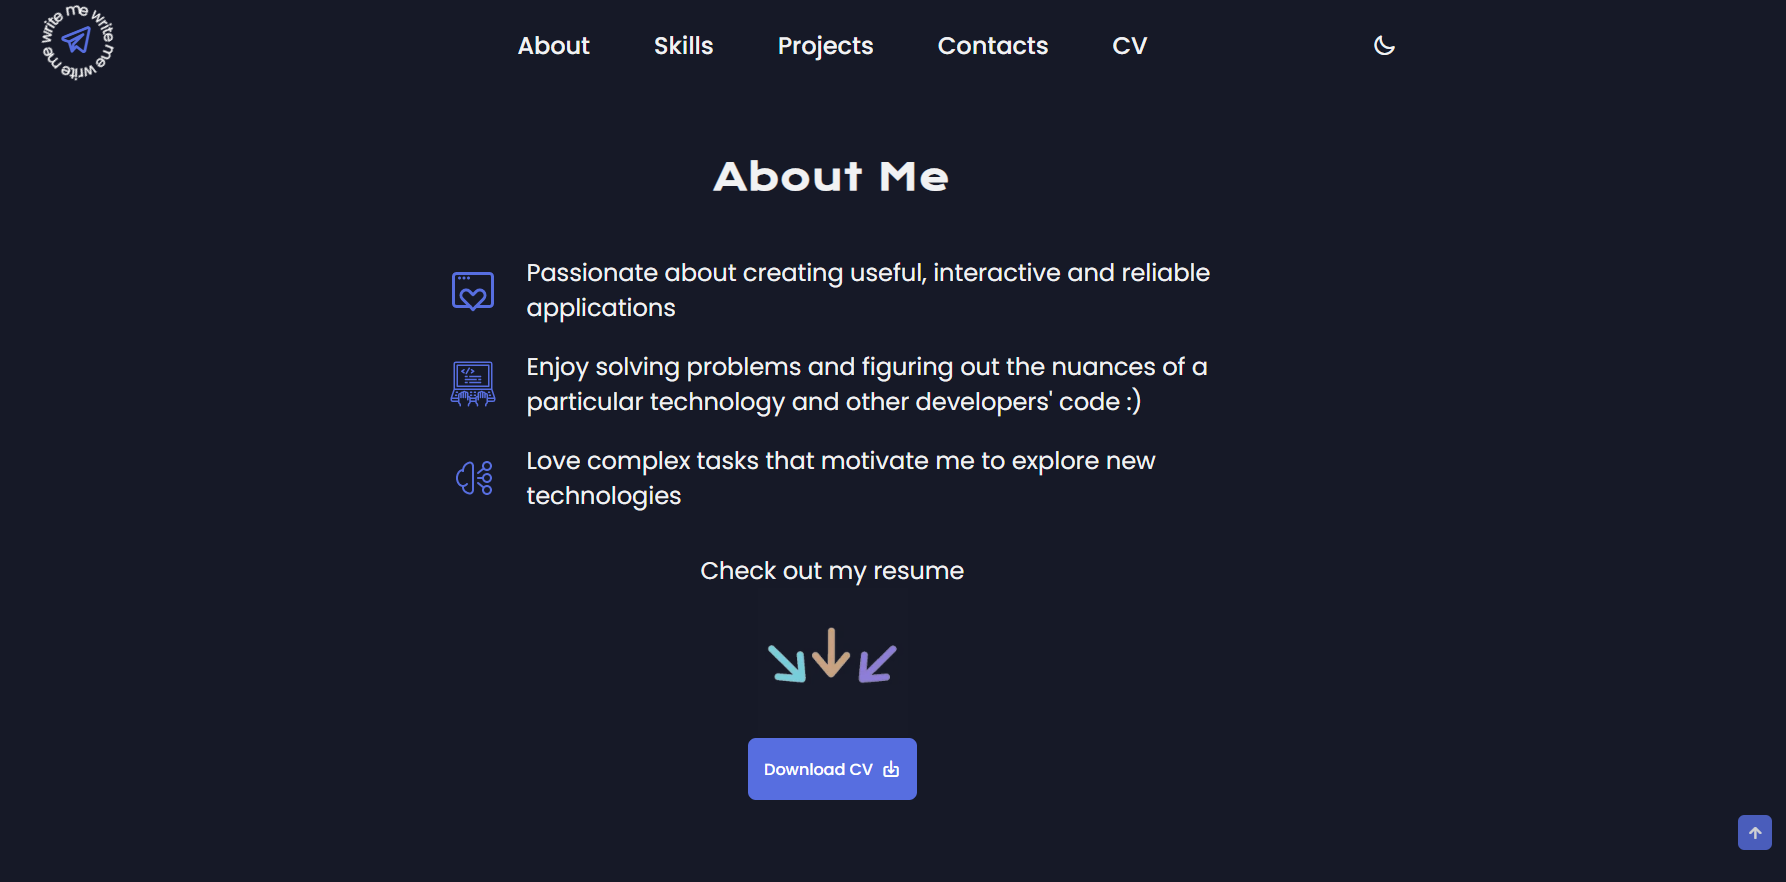 write me write me write me
About Skills Projects Contacts CV
About Me
Passionate about creating useful, interactive and reliable
applications
Enjoy solving problems and figuring out the nuances of a
particular technology and other developers' code :)
Love complex tasks that motivate me to explore new
technologies
Check out my resume
Download CV